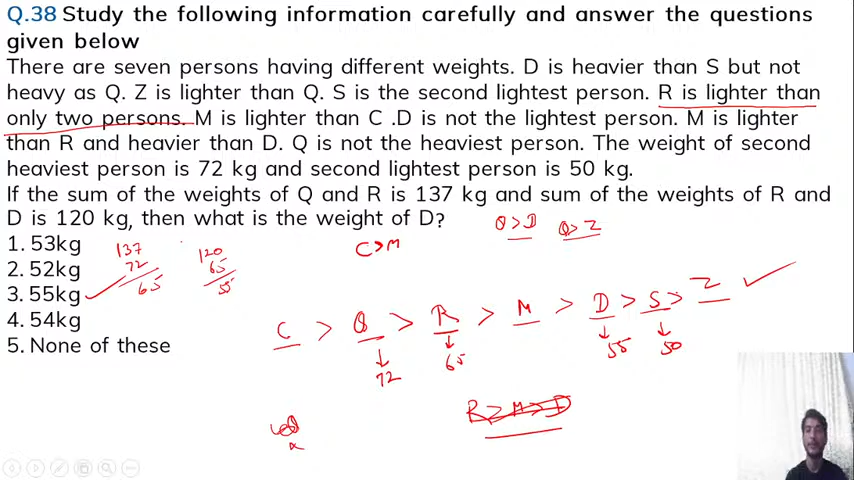 Q.38 Study the following information carefully and answer the questions
given below
There are seven persons having different weights. D is heavier than S but not
heavy as Q. Z is lighter than Q. S is the second lightest person. R is lighter than
only two persons. M is lighter than C .D is not the lightest person. M is lighter
than R and heavier than D. Q is not the heaviest person. The weight of second
heaviest person is 72 kg and second lightest person is 50 kg.
If the sum of the weights of Q and R is 137 kg and sum of the weights of R and
D is 120 kg, then what is the weight of D?
Q>D Q>Z
C>M
1. 53kg
2. 52kg
3. 55kg
4. 54kg
5. None of these
137
72
65
120
65
55
C > Q > R > M > D > S > Z
72 65 55 50
R>M>D